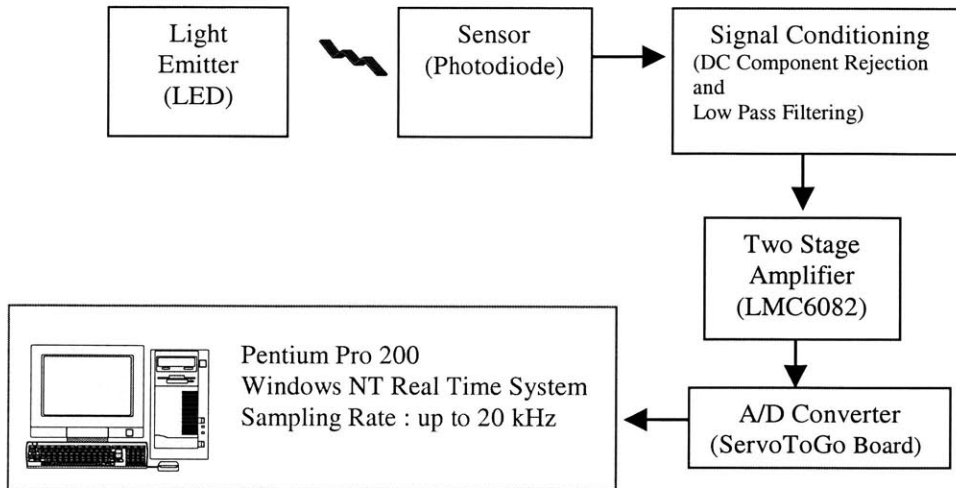 Light
Emitter
(LED)
Sensor
(Photodiode)
Signal Conditioning
(DC Component Rejection
and
Low Pass Filtering)
Two Stage
Amplifier
(LMC6082)
A/D Converter
(ServoToGo Board)
Pentium Pro 200
Windows NT Real Time System
Sampling Rate : up to 20 kHz